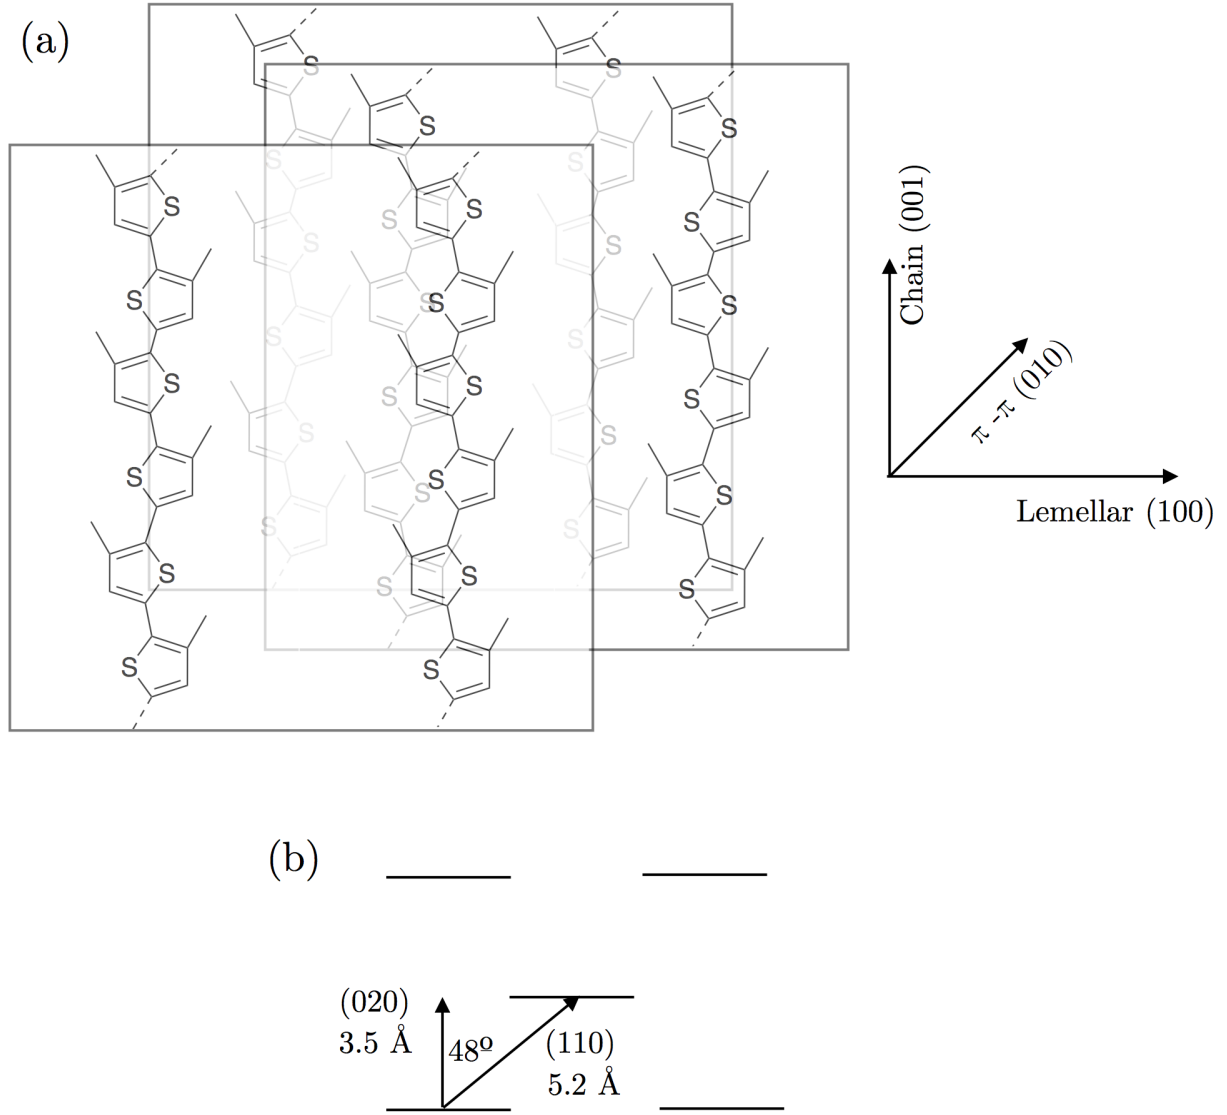 (a)
S S
S S
S S
S S
S S
S S
S S S S
S S
S S
S S
S S
S S
S S
S S
S S
S S
S S
Chain (001)
π -π (010)
Lemellar (100)
(b)
(020)
3.5 Å
48º
(110)
5.2 Å